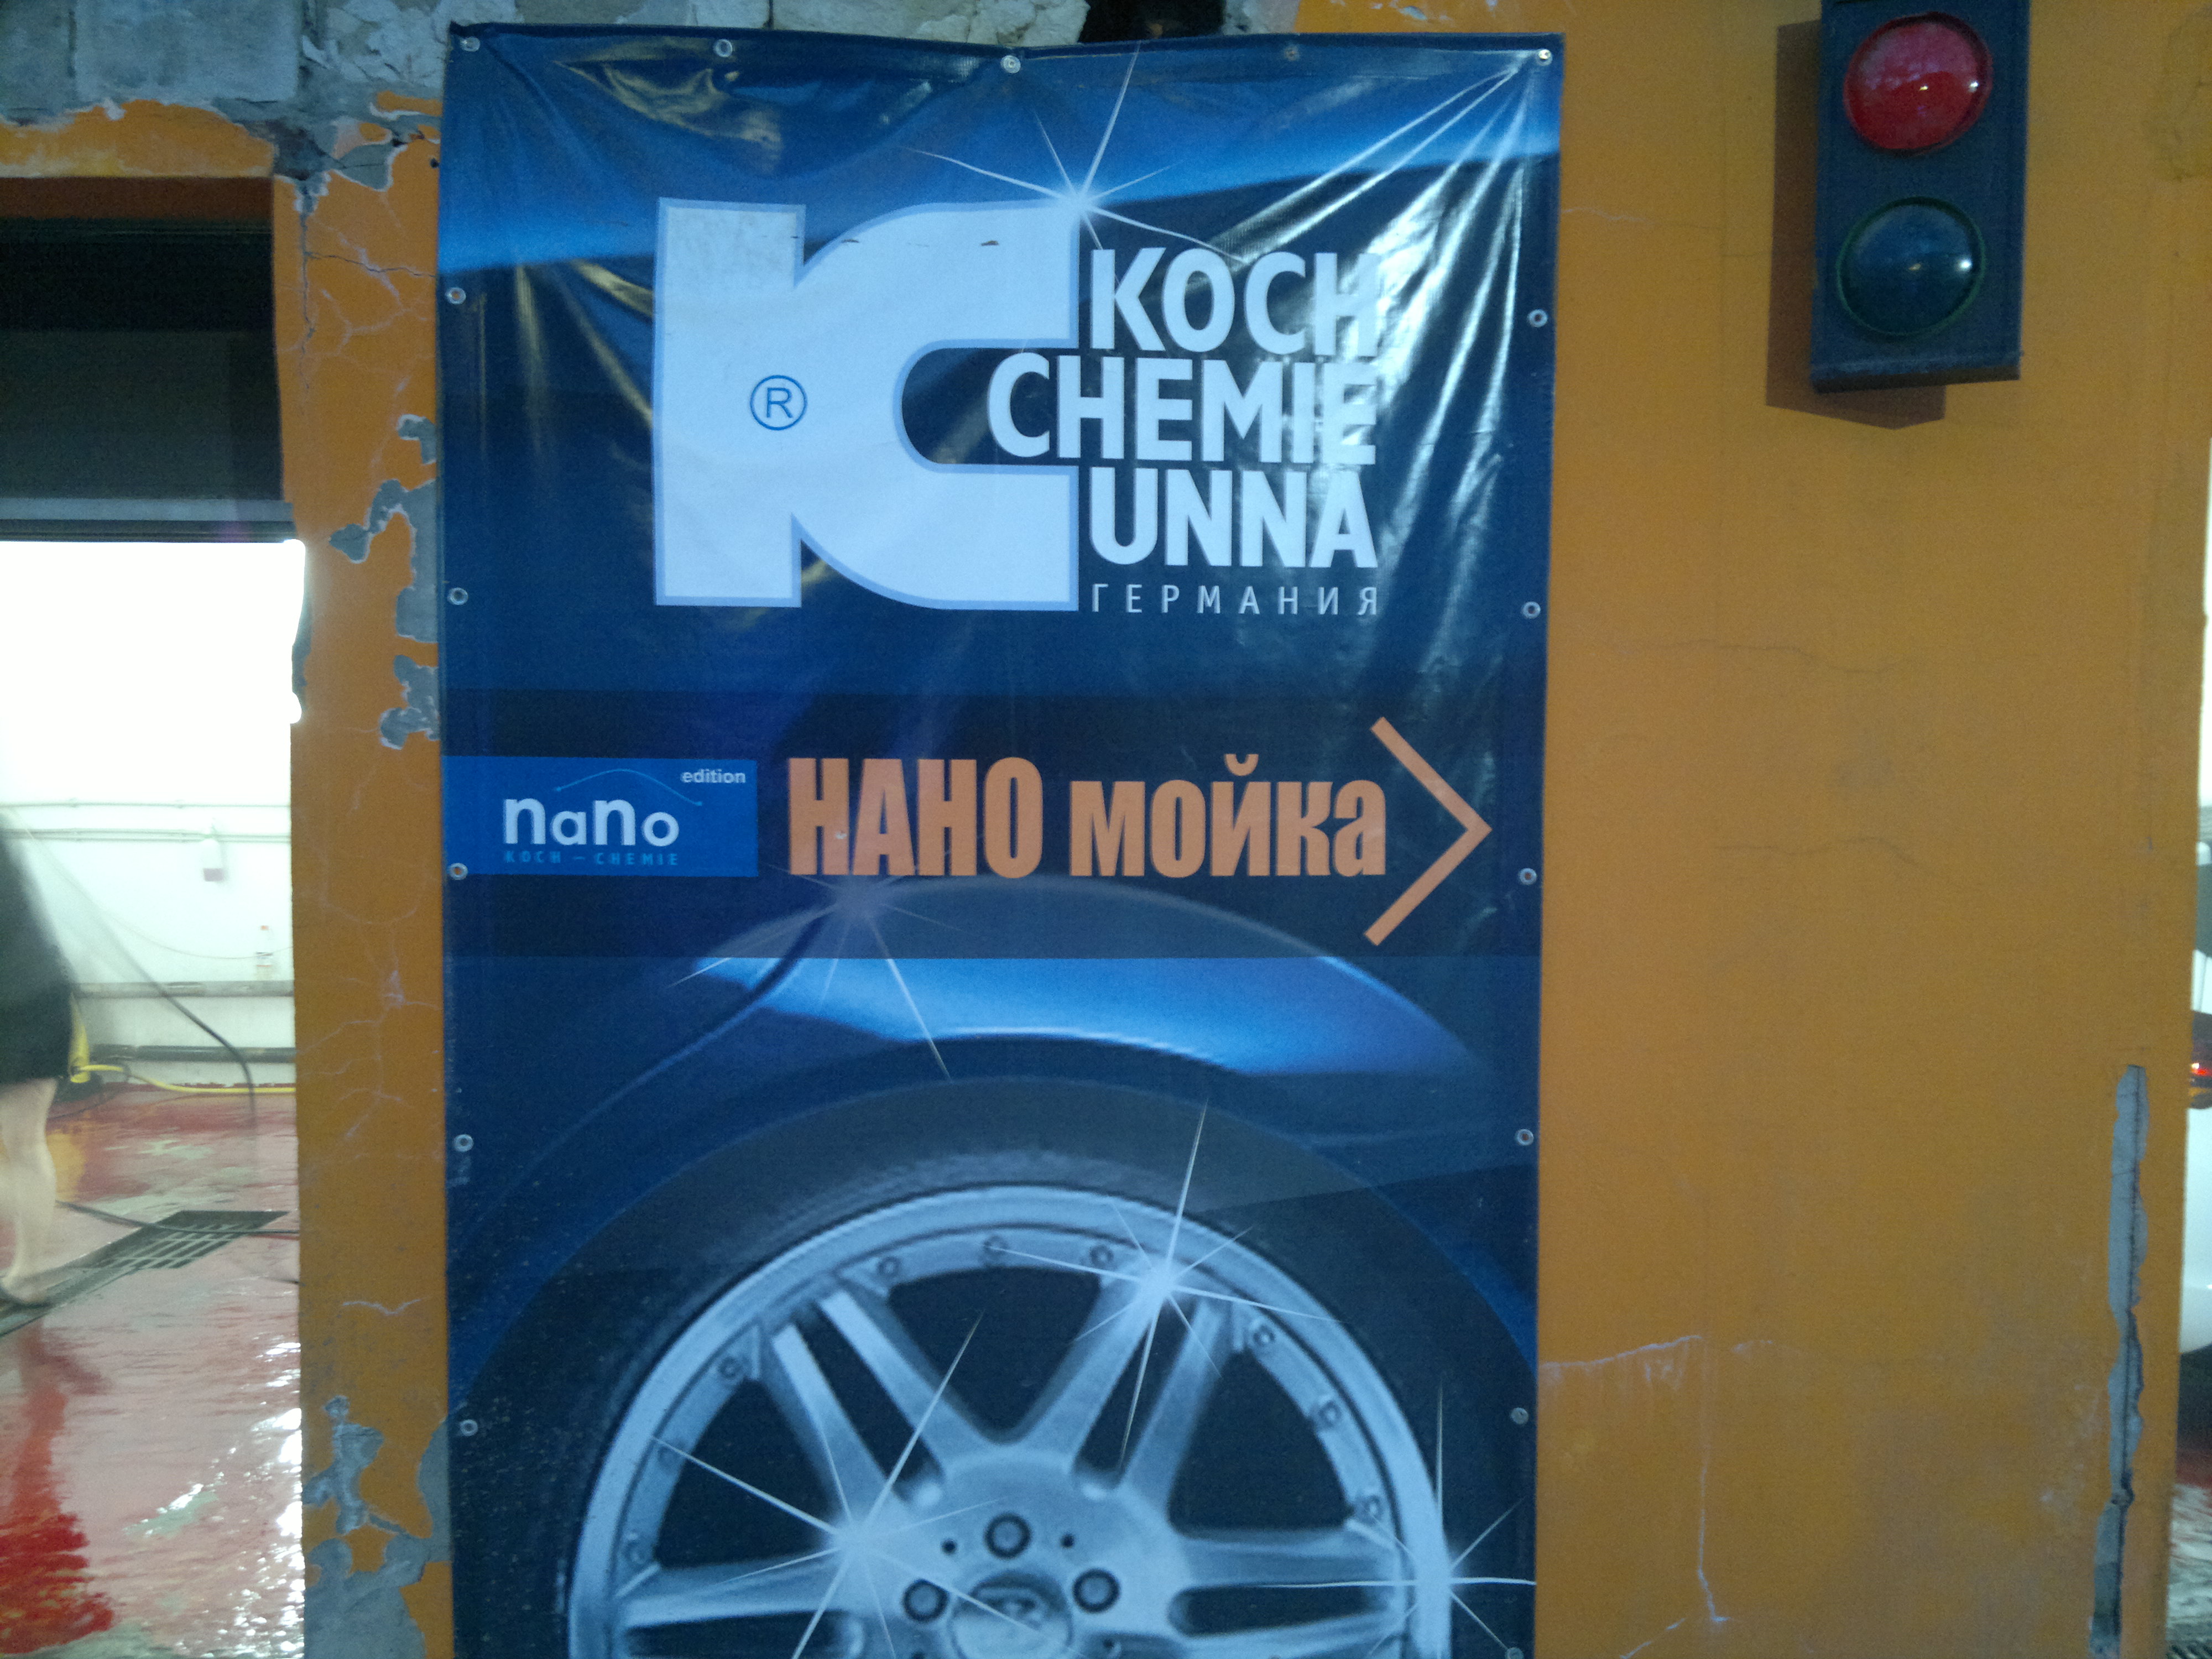 KOCH
CHEMIE
UNNA
ГЕРМАНИЯ
®
edition
nano
KOCH – CHEMIE
НАНО мойка